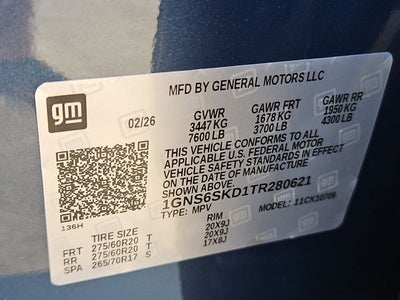 gm
MFD BY GENERAL MOTORS LLC
02/26 GVWR GAWR FRT GAWR RR
3447 KG 1678 KG 1950 KG
7600 LB 3700 LB 4300 LB
THIS VEHICLE CONFORMS TO ALL
APPLICABLE U.S. FEDERAL MOTOR
VEHICLE SAFETY STANDARDS IN EFFECT
ON THE DATE OF MANUFACTURE
SHOWN ABOVE.
1GNS6SKD1TR280621
TYPE: MPV MODEL: 11CK10706
136H
TIRE SIZE RIM
FRT 275/60R20 T 20X9J
RR 275/60R20 T 20X9J
SPA 265/70R17 S 17X8J